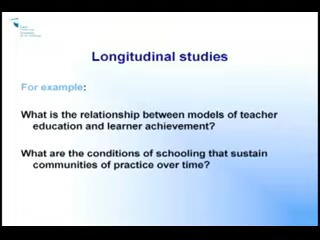 Longitudinal studies
For example:
What is the relationship between models of teacher
education and learner achievement?
What are the conditions of schooling that sustain
communities of practice over time?